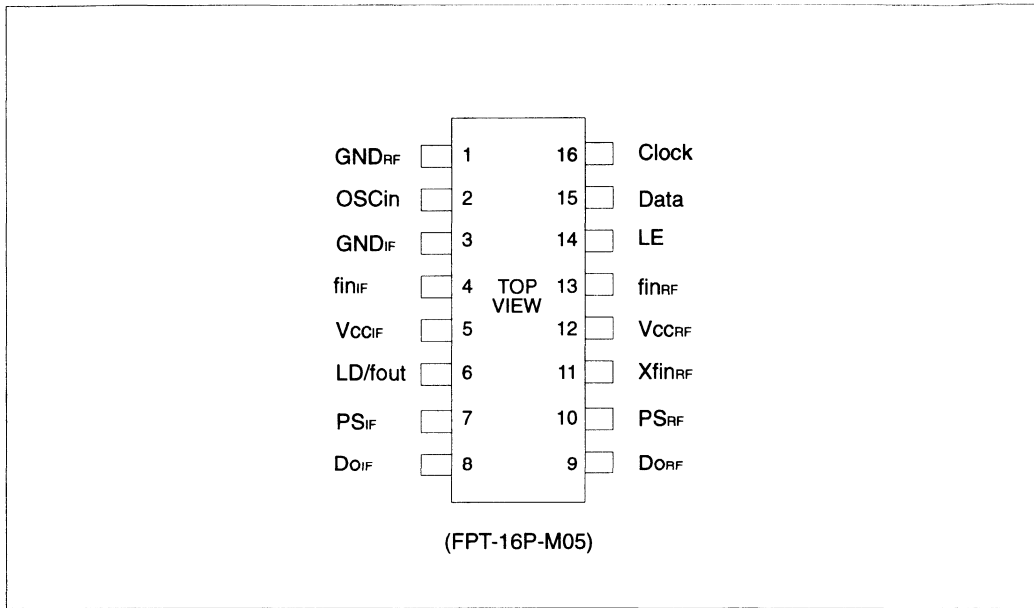 GNDRF 1 16 Clock
OSCin 2 15 Data
GNDIF 3 14 LE
finIF 4 TOP VIEW 13 finRF
VccIF 5 12 VccRF
LD/fout 6 11 XfinRF
PSIF 7 10 PSRF
DoIF 8 9 DoRF
(FPT-16P-M05)